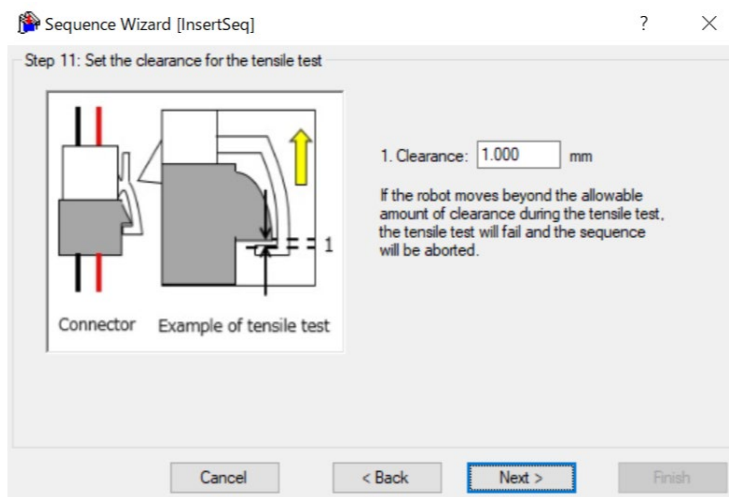 Sequence Wizard [InsertSeq]
?
Step 11: Set the clearance for the tensile test
1
Connector
Example of tensile test
1. Clearance: 1.000 mm
If the robot moves beyond the allowable
amount of clearance during the tensile test,
the tensile test will fail and the sequence
will be aborted.
Cancel
< Back
Next >
Finish